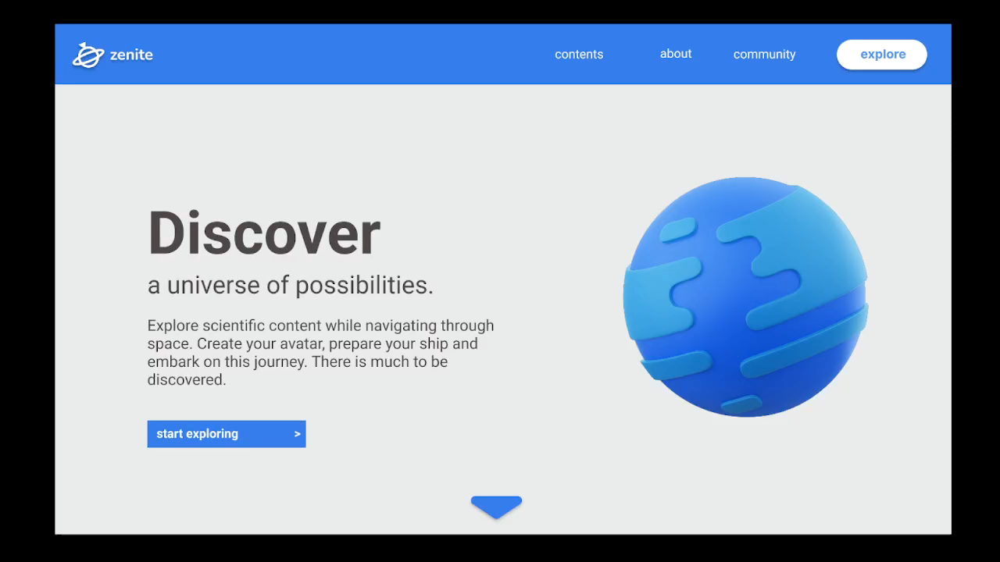 zenite
contents
about
community
explore
Discover
a universe of possibilities.
Explore scientific content while navigating through
space. Create your avatar, prepare your ship and
embark on this journey. There is much to be
discovered.
start exploring >